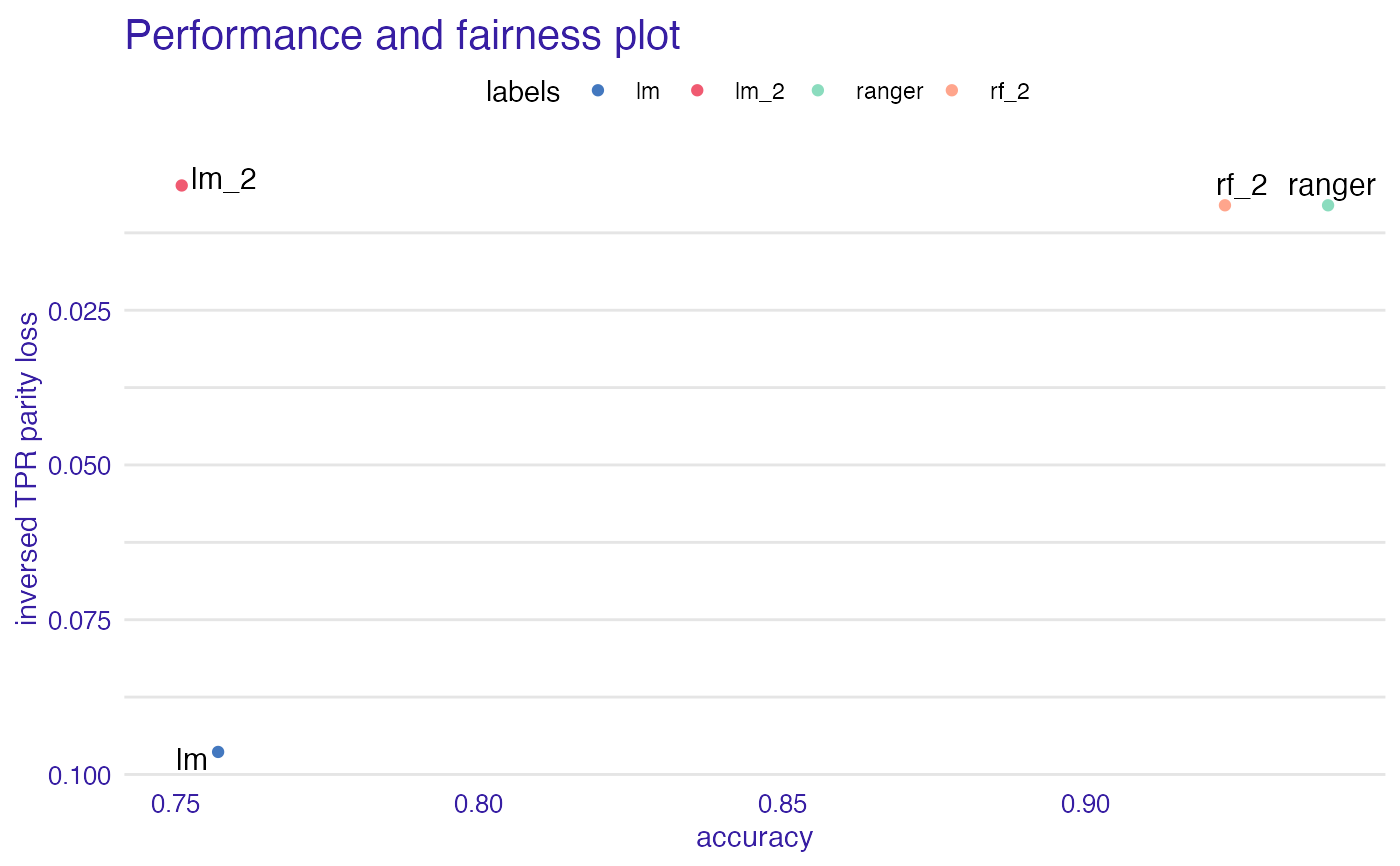 Performance and fairness plot
labels lm lm_2 ranger rf_2
lm_2
rf_2 ranger
lm
inversed TPR parity loss
0.025
0.050
0.075
0.100
0.75 0.80 0.85 0.90
accuracy